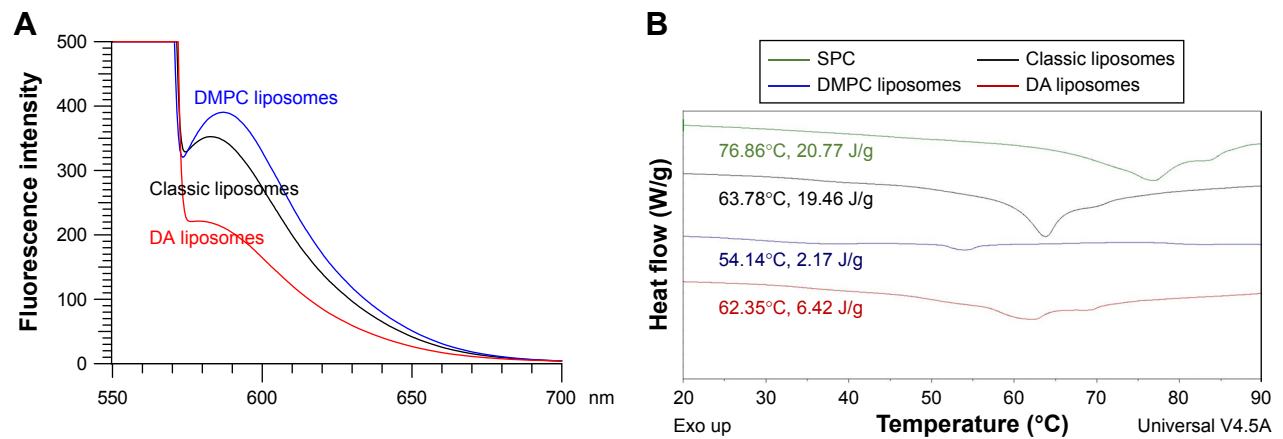 A
Fluorescence intensity
500
400
300
200
100
0
DMPC liposomes
Classic liposomes
DA liposomes
550
600
650
700
nm
B
SPC
Classic liposomes
DMPC liposomes
DA liposomes
Heat flow (W/g)
76.86°C, 20.77 J/g
63.78°C, 19.46 J/g
54.14°C, 2.17 J/g
62.35°C, 6.42 J/g
20
30
40
50
60
70
80
90
Exo up
Temperature (°C)
Universal V4.5A